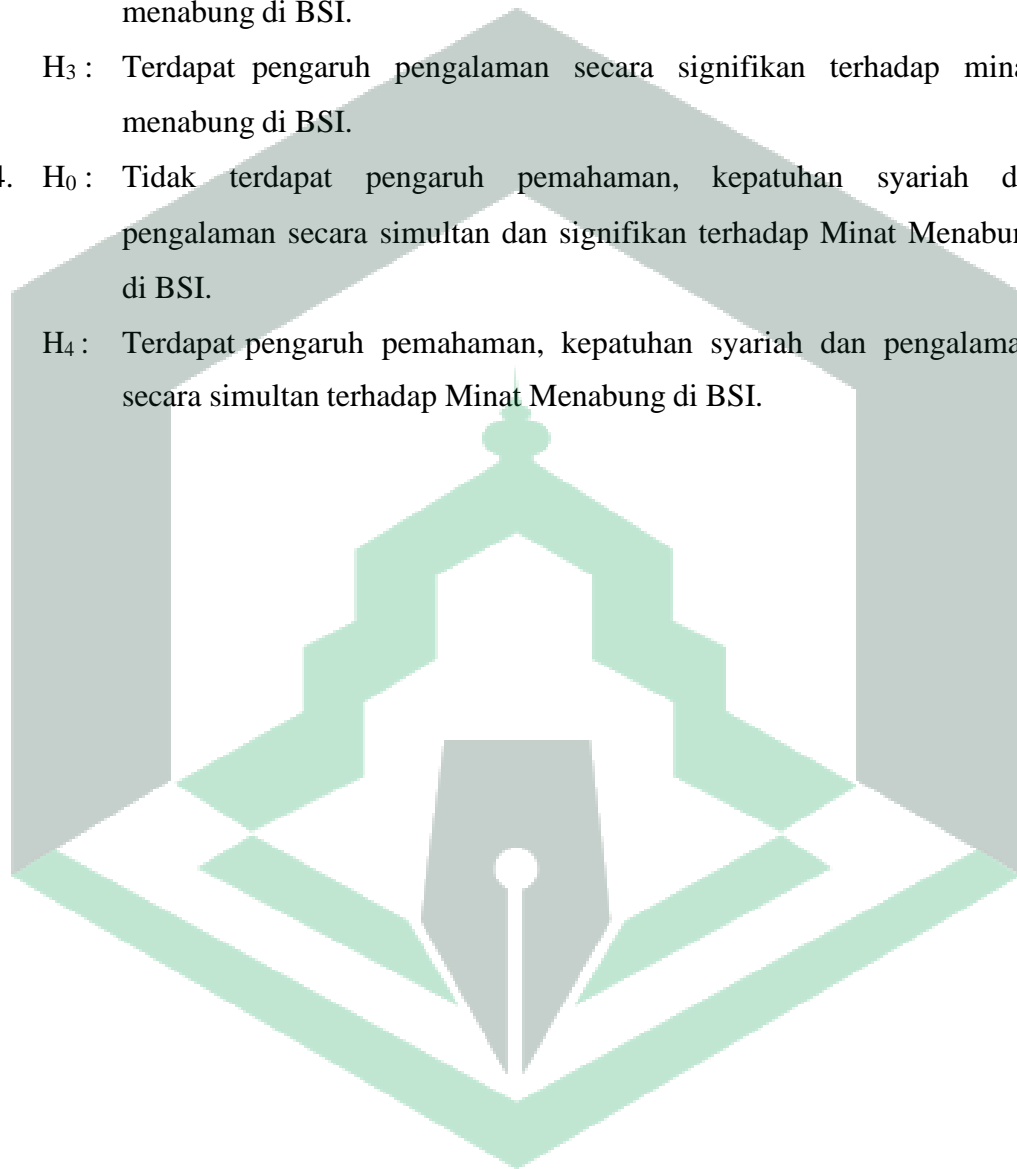 menabung di BSI.
H3 : Terdapat pengaruh pengalaman secara signifikan terhadap mina
menabung di BSI.
4. H0 : Tidak terdapat pengaruh pemahaman, kepatuhan syariah d
pengalaman secara simultan dan signifikan terhadap Minat Menabun
di BSI.
H4 : Terdapat pengaruh pemahaman, kepatuhan syariah dan pengalama
secara simultan terhadap Minat Menabung di BSI.